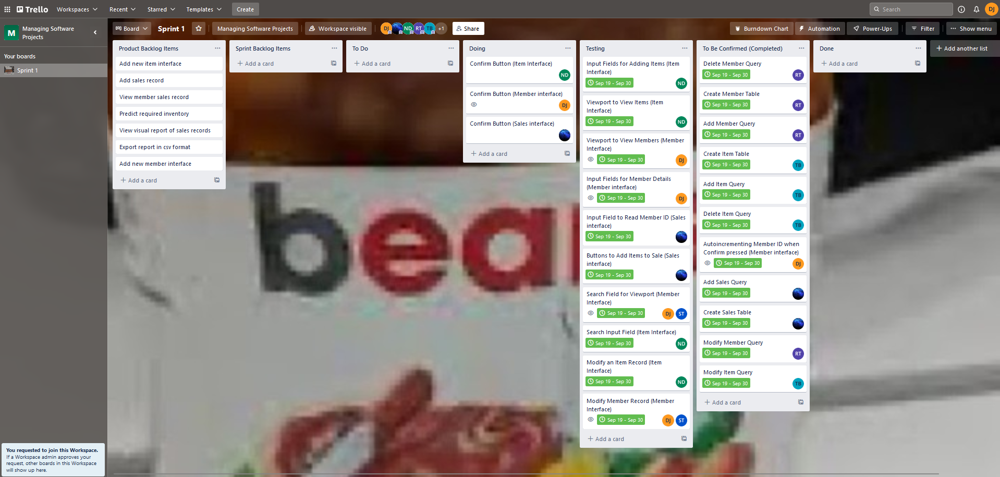 Trello
Workspaces
Recent
Starred
Templates
Create
Search
DJ
M
Managing Software
Projects
Your boards
Sprint 1
Board
Sprint 1
Managing Software Projects
Workspace visible
DJ
ND
RT
TB
+1
Share
Burndown Chart
Automation
Power-Ups
Filter
Show menu
Product Backlog Items
Add new item interface
Add sales record
View member sales record
Predict required inventory
View visual report of sales records
Export report in csv format
Add new member interface
+ Add a card
Sprint Backlog Items
+ Add a card
To Do
+ Add a card
Doing
Confirm Button (Item Interface)
ND
Confirm Button (Member interface)
DJ
Confirm Button (Sales interface)
+ Add a card
Testing
Input Fields for Adding Items (Item
Interface)
Sep 19 - Sep 30
ND
Viewport to View Items (Item
Interface)
Sep 19 - Sep 30
ND
Viewport to View Members (Member
Interface)
Sep 19 - Sep 30
DJ
Input Fields for Member Details
(Member interface)
Sep 19 - Sep 30
DJ
Input Field to Read Member ID (Sales
interface)
Sep 19 - Sep 30
Buttons to Add Items to Sale (Sales
interface)
Sep 19 - Sep 30
Search Field for Viewport (Member
Interface)
Sep 19 - Sep 30
DJ ST
Search Input Field (Item Interface)
Sep 19 - Sep 30
ND
Modify an Item Record (Item
Interface)
Sep 19 - Sep 30
ND
Modify Member Record (Member
Interface)
Sep 19 - Sep 30
DJ ST
+ Add a card
To Be Confirmed (Completed)
Delete Member Query
Sep 19 - Sep 30
RT
Create Member Table
Sep 19 - Sep 30
RT
Add Member Query
Sep 19 - Sep 30
RT
Create Item Table
Sep 19 - Sep 30
TB
Add Item Query
Sep 19 - Sep 30
TB
Delete Item Query
Sep 19 - Sep 30
TB
Autoincrementing Member ID when
Confirm pressed (Member interface)
Sep 19 - Sep 30
DJ
Add Sales Query
Sep 19 - Sep 30
Create Sales Table
Sep 19 - Sep 30
Modify Member Query
Sep 19 - Sep 30
RT
Modify Item Query
Sep 19 - Sep 30
TB
+ Add a card
Done
+ Add a card
+ Add another list
bea
You requested to join this Workspace.
If a Workspace admin approves your
request, other boards in this Workspace
will show up here.